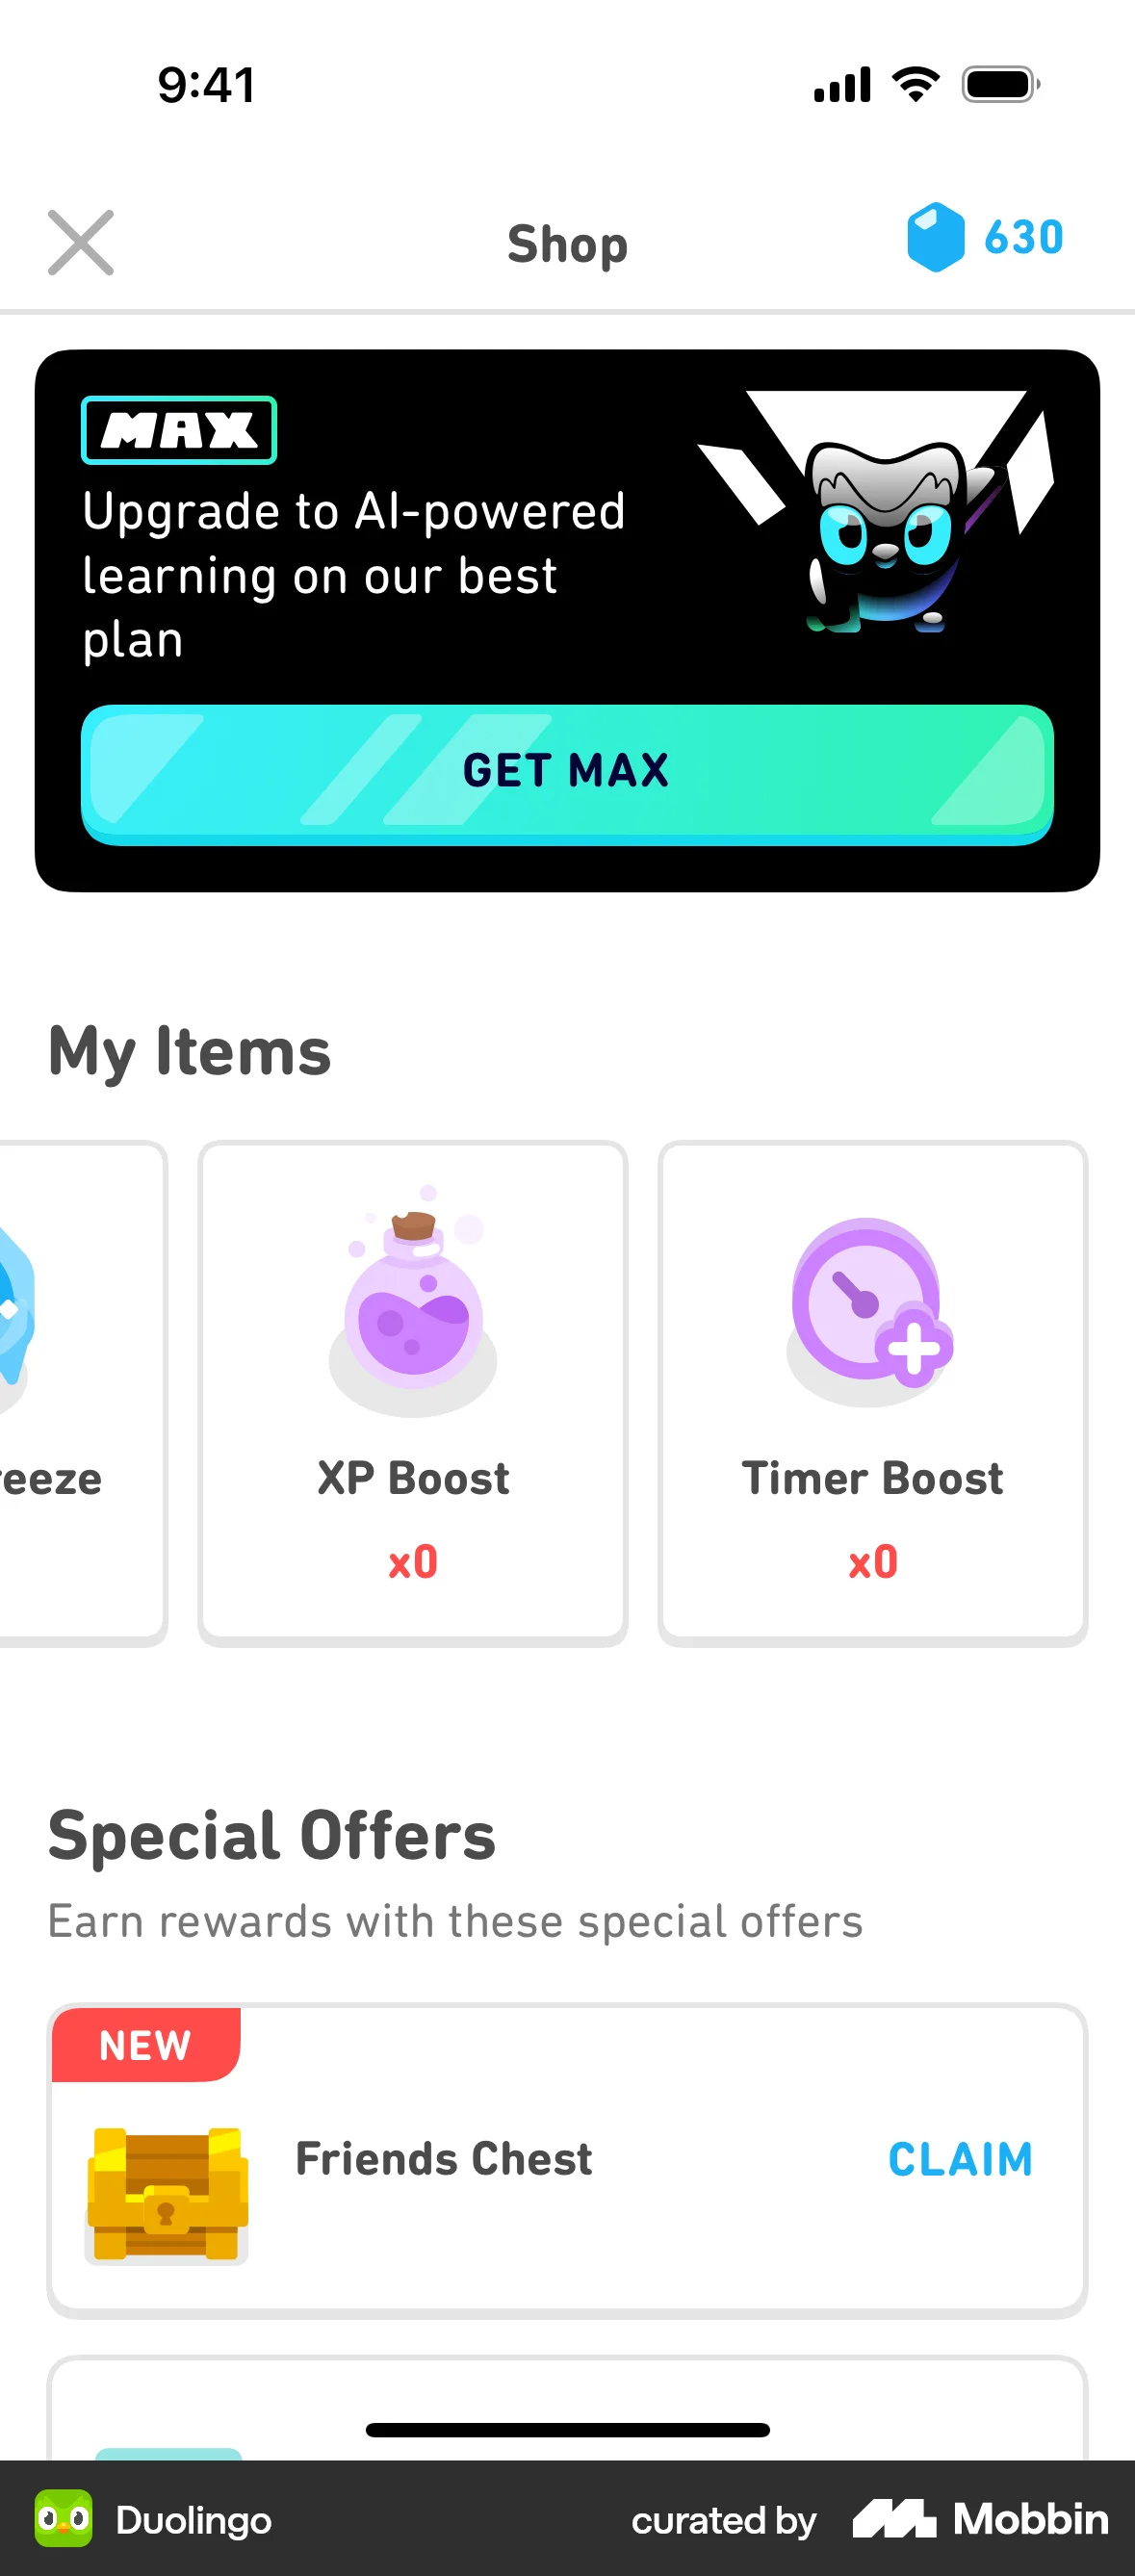 9:41
Shop
630
MAX
Upgrade to AI-powered
learning on our best
plan
GET MAX
My Items
reeze
XP Boost
Timer Boost
x0
x0
Special Offers
Earn rewards with these special offers
NEW
Friends Chest
CLAIM
Duolingo
curated by
Mobbin